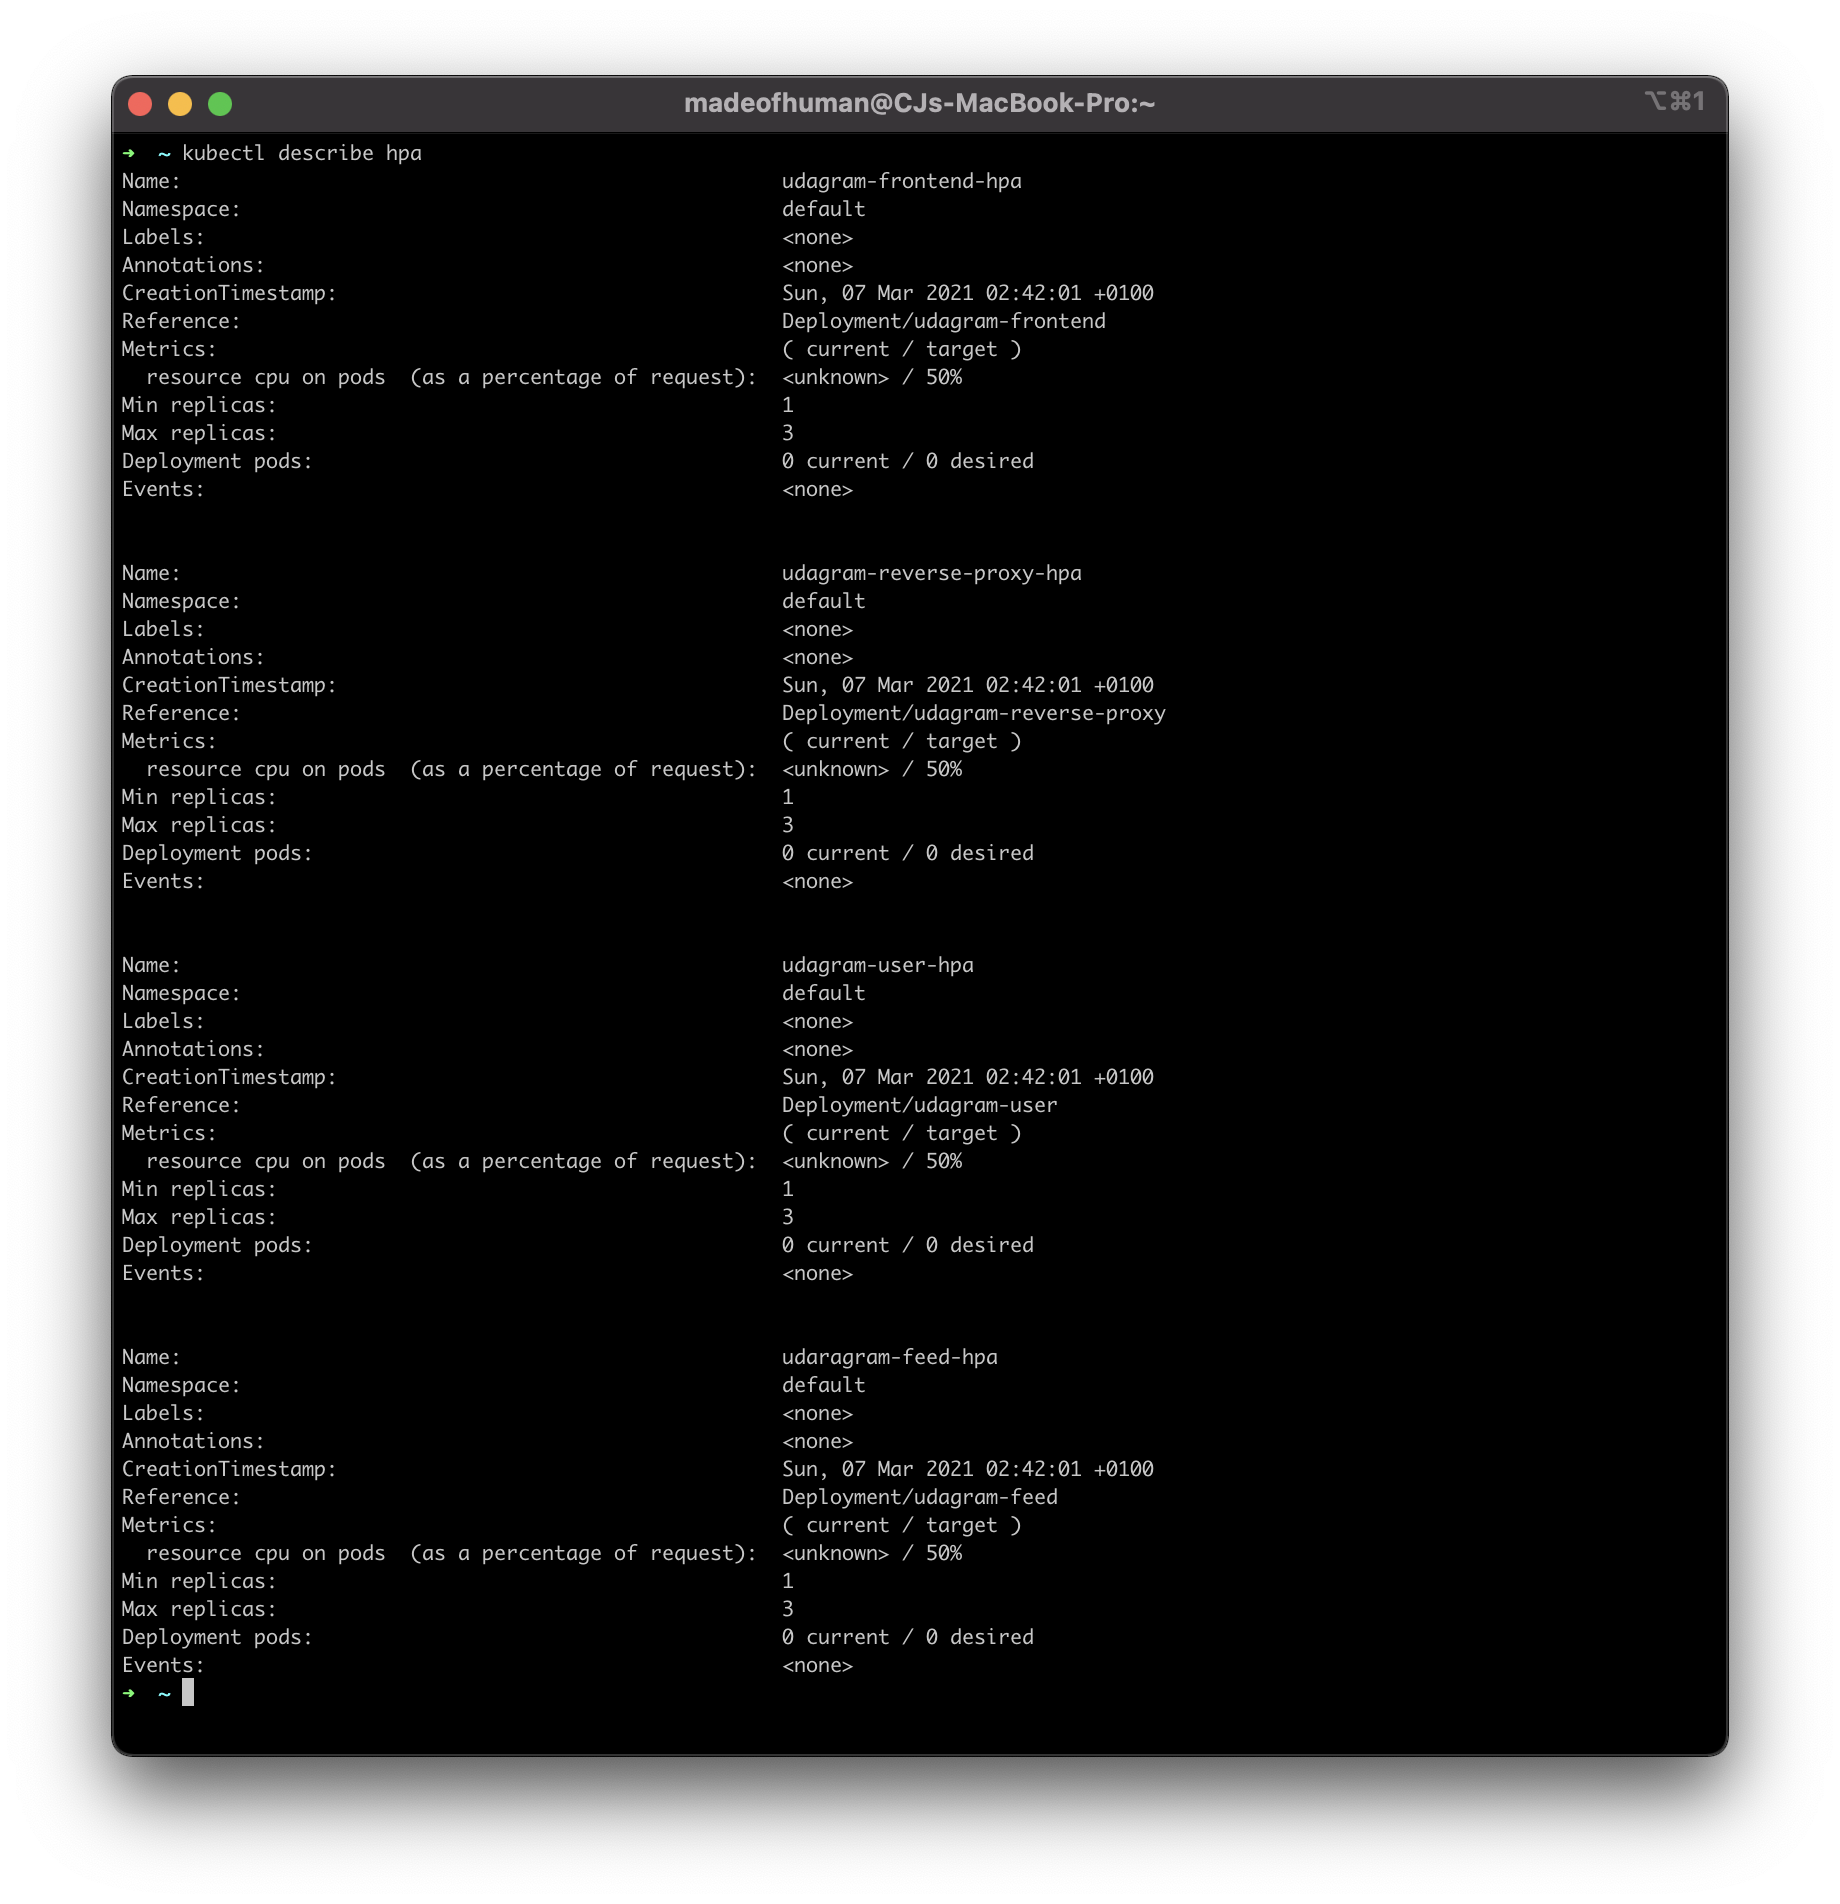 madeofhuman@CJs-MacBook-Pro:~ ⌥⌘1
➜  ~ kubectl describe hpa
Name:                                                  udagram-frontend-hpa
Namespace:                                             default
Labels:                                                <none>
Annotations:                                           <none>
CreationTimestamp:                                     Sun, 07 Mar 2021 02:42:01 +0100
Reference:                                             Deployment/udagram-frontend
Metrics:                                               ( current / target )
  resource cpu on pods  (as a percentage of request):  <unknown> / 50%
Min replicas:                                          1
Max replicas:                                          3
Deployment pods:                                       0 current / 0 desired
Events:                                                <none>
Name:                                                  udagram-reverse-proxy-hpa
Namespace:                                             default
Labels:                                                <none>
Annotations:                                           <none>
CreationTimestamp:                                     Sun, 07 Mar 2021 02:42:01 +0100
Reference:                                             Deployment/udagram-reverse-proxy
Metrics:                                               ( current / target )
  resource cpu on pods  (as a percentage of request):  <unknown> / 50%
Min replicas:                                          1
Max replicas:                                          3
Deployment pods:                                       0 current / 0 desired
Events:                                                <none>
Name:                                                  udagram-user-hpa
Namespace:                                             default
Labels:                                                <none>
Annotations:                                           <none>
CreationTimestamp:                                     Sun, 07 Mar 2021 02:42:01 +0100
Reference:                                             Deployment/udagram-user
Metrics:                                               ( current / target )
  resource cpu on pods  (as a percentage of request):  <unknown> / 50%
Min replicas:                                          1
Max replicas:                                          3
Deployment pods:                                       0 current / 0 desired
Events:                                                <none>
Name:                                                  udaragram-feed-hpa
Namespace:                                             default
Labels:                                                <none>
Annotations:                                           <none>
CreationTimestamp:                                     Sun, 07 Mar 2021 02:42:01 +0100
Reference:                                             Deployment/udagram-feed
Metrics:                                               ( current / target )
  resource cpu on pods  (as a percentage of request):  <unknown> / 50%
Min replicas:                                          1
Max replicas:                                          3
Deployment pods:                                       0 current / 0 desired
Events:                                                <none>
➜  ~